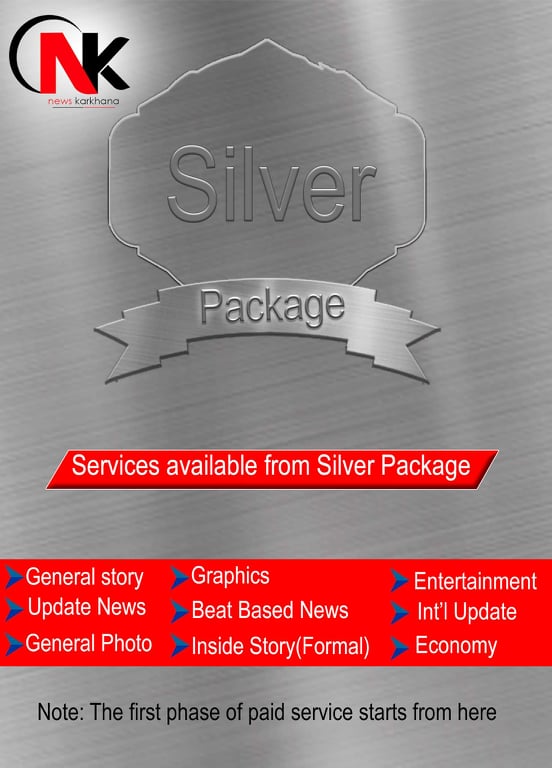 NK
news karkhana
Silver
Package
Services available from Silver Package
General story
Update News
General Photo
Graphics
Beat Based News
Inside Story(Formal)
Entertainment
Int'l Update
Economy
Note: The first phase of paid service starts from here